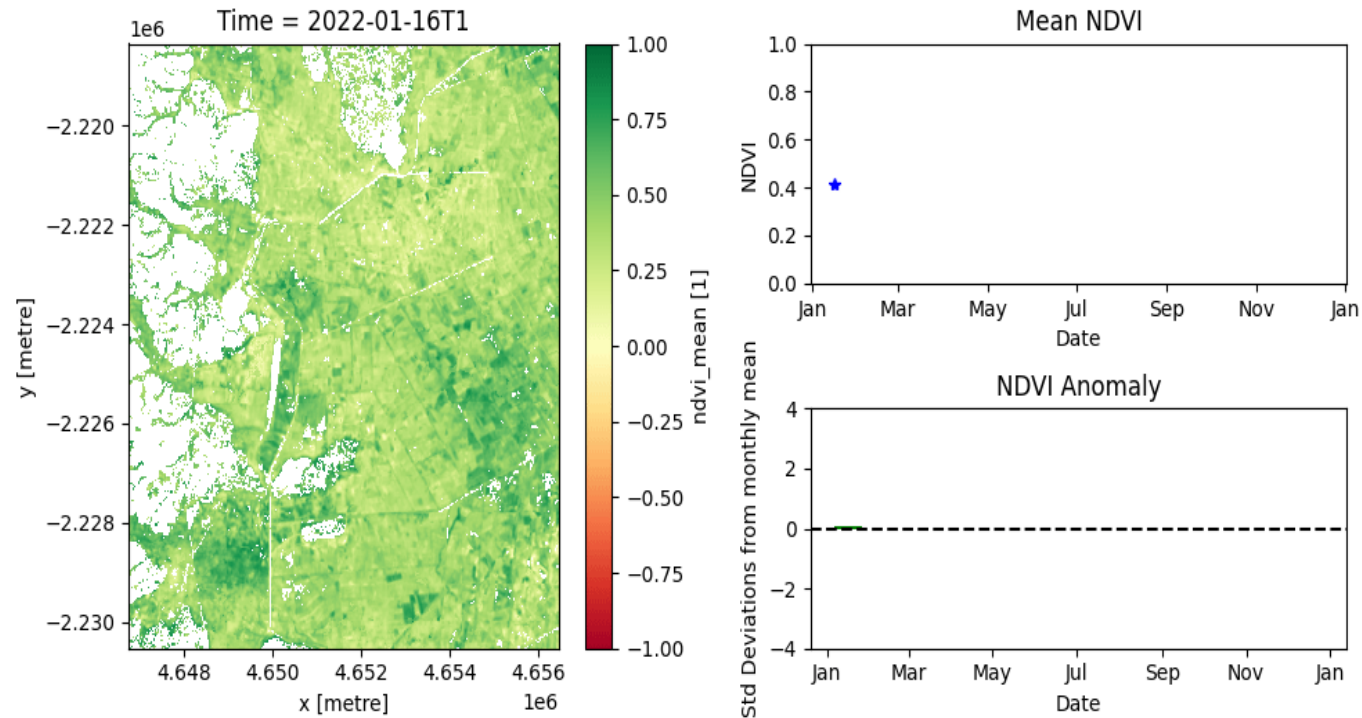 Time = 2022-01-16T1
1e6
−2.220
−2.222
−2.224
−2.226
−2.228
−2.230
y [metre]
4.648 4.650 4.652 4.654 4.656
x [metre]
1e6
1.00
0.75
0.50
0.25
0.00
−0.25
−0.50
−0.75
−1.00
ndvi_mean [1]
Mean NDVI
1.0
0.8
0.6
0.4
0.2
0.0
NDVI
Jan Mar May Jul Sep Nov Jan
Date
NDVI Anomaly
4
2
0
−2
−4
Std Deviations from monthly mean
Jan Mar May Jul Sep Nov Jan
Date